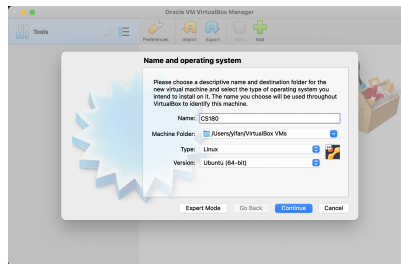 Oracle VM VirtualBox Manager
Tools
Preferences
Import
Export
New
Add
Name and operating system
Please choose a descriptive name and destination folder for the
new virtual machine and select the type of operating system you
intend to install on it. The name you choose will be used throughout
VirtualBox to identify this machine.
Name: CS180
Machine Folder: /Users/yifan/VirtualBox VMs
Type: Linux
Version: Ubuntu (64-bit)
Expert Mode
Go Back
Continue
Cancel